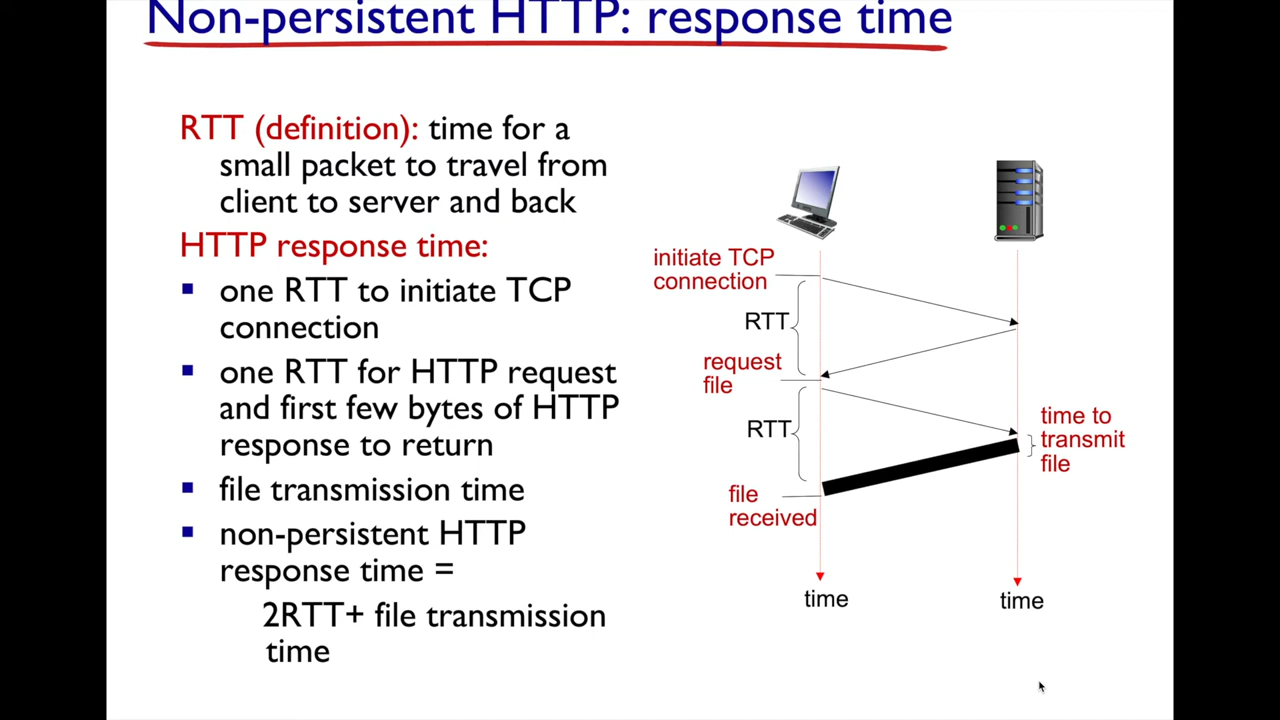 Non-persistent HTTP: response time
RTT (definition): time for a
small packet to travel from
client to server and back
HTTP response time:
one RTT to initiate TCP
connection
one RTT for HTTP request
and first few bytes of HTTP
response to return
file transmission time
non-persistent HTTP
response time =
2RTT+ file transmission
time
initiate TCP
connection
RTT
request
file
RTT
time to
transmit
file
file
received
time
time